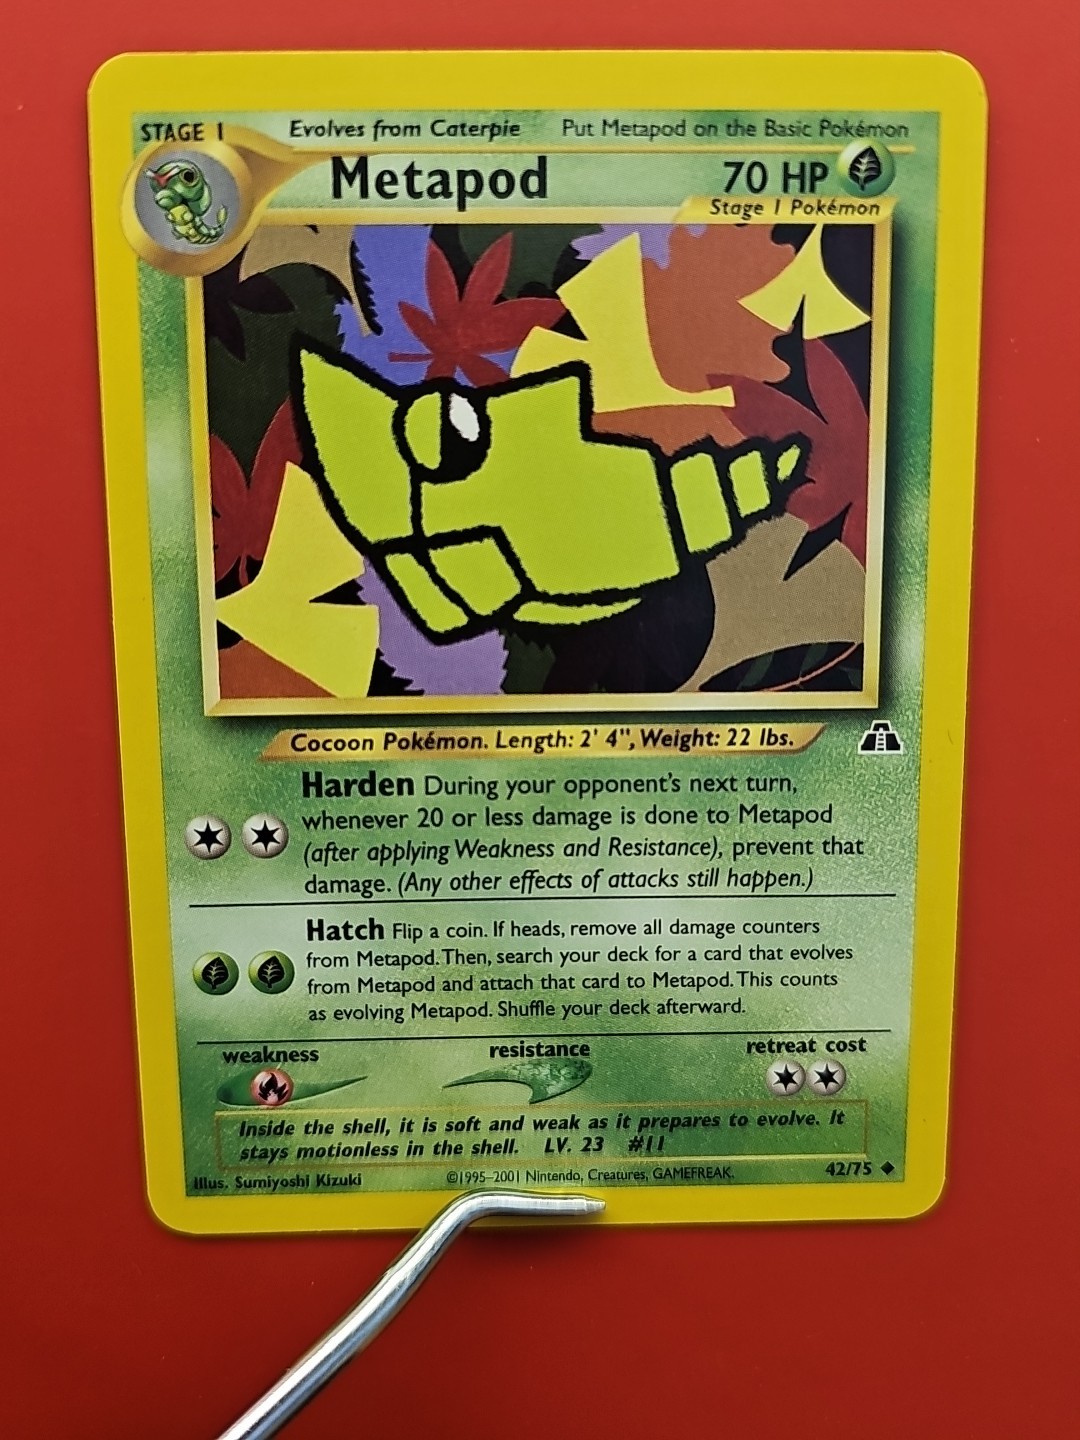 STAGE 1 Evolves from Caterpie Put Metapod on the Basic Pokémon
Metapod 70 HP
Stage 1 Pokémon
Cocoon Pokémon. Length: 2' 4", Weight: 22 lbs.
Harden During your opponent's next turn,
whenever 20 or less damage is done to Metapod
(after applying Weakness and Resistance), prevent that
damage. (Any other effects of attacks still happen.)
Hatch Flip a coin. If heads, remove all damage counters
from Metapod. Then, search your deck for a card that evolves
from Metapod and attach that card to Metapod. This counts
as evolving Metapod. Shuffle your deck afterward.
weakness resistance retreat cost
Inside the shell, it is soft and weak as it prepares to evolve. It
stays motionless in the shell. LV. 23 #11
Illus. Sumiyoshi Kizuki ©1995–2001 Nintendo, Creatures, GAMEFREAK. 42/75